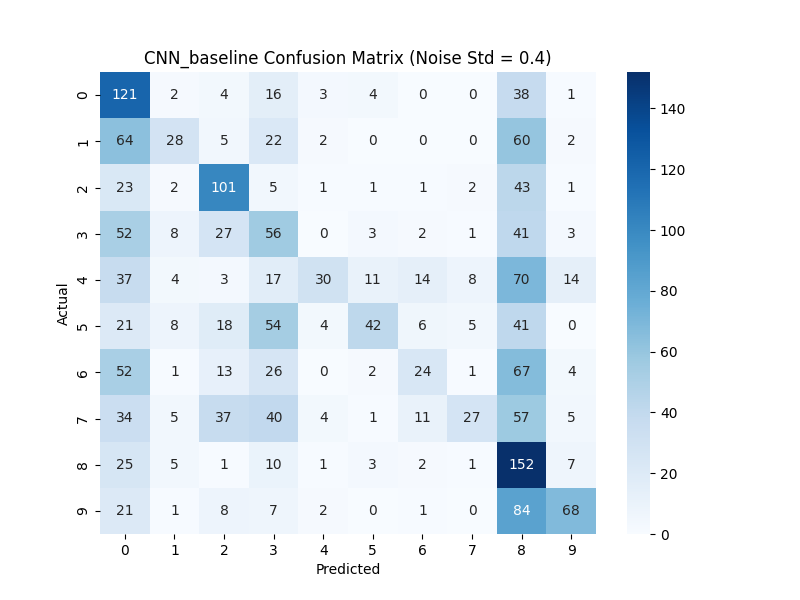 CNN_baseline Confusion Matrix (Noise Std = 0.4)
0 121 2 4 16 3 4 0 0 38 1
1 64 28 5 22 2 0 0 0 60 2
2 23 2 101 5 1 1 1 2 43 1
3 52 8 27 56 0 3 2 1 41 3
4 37 4 3 17 30 11 14 8 70 14
5 21 8 18 54 4 42 6 5 41 0
6 52 1 13 26 0 2 24 1 67 4
7 34 5 37 40 4 1 11 27 57 5
8 25 5 1 10 1 3 2 1 152 7
9 21 1 8 7 2 0 1 0 84 68
0 1 2 3 4 5 6 7 8 9
Predicted
Actual
140
120
100
80
60
40
20
0